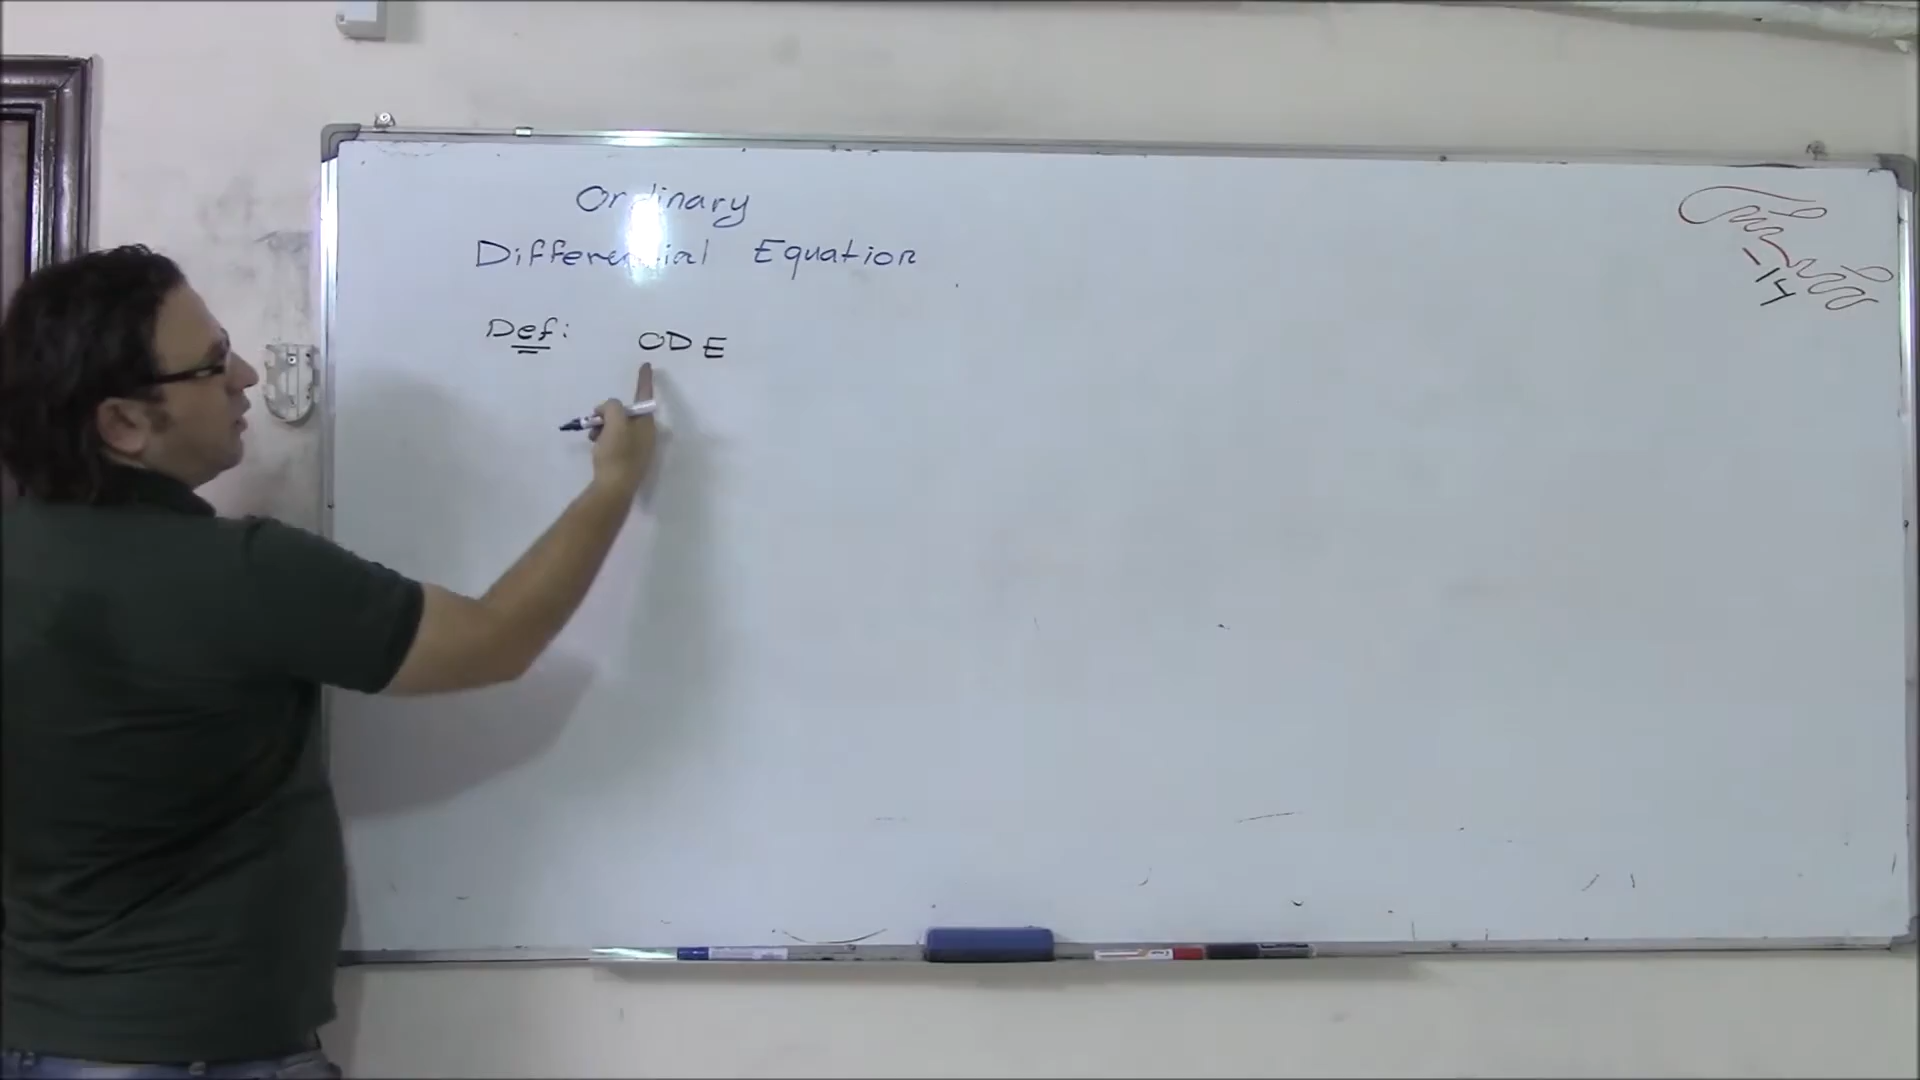 Ordinary
Differential Equation
Def: ODE